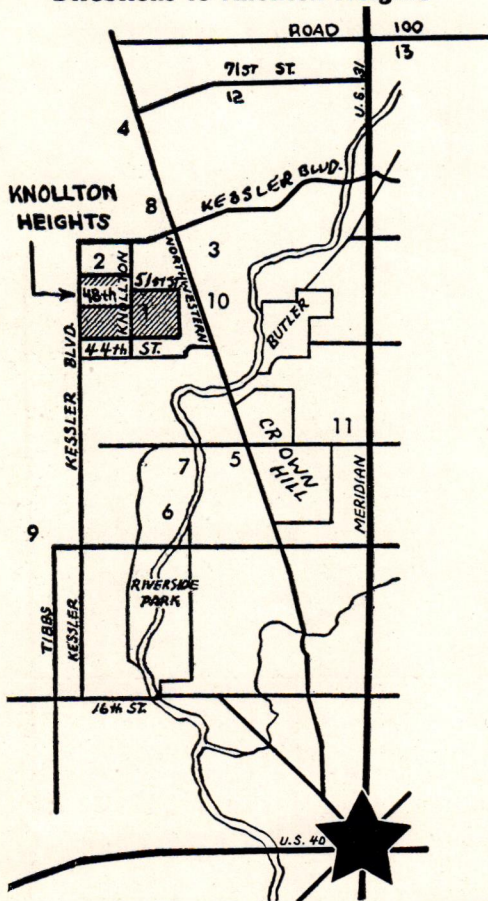 ROAD 100
13
71ST ST.
12
U.S. 31
4
KNOLLTON
HEIGHTS
8
KESSLER BLVD.
3
2
KNOLLTON
51ST ST
NORTHWESTERN
48th
1
10
BUTLER
44th ST.
KESSLER BLVD.
CROWN
HILL
11
7
5
6
MERIDIAN
9
RIVERSIDE
PARK
TIBBS
KESSLER
16th ST.
U.S. 40